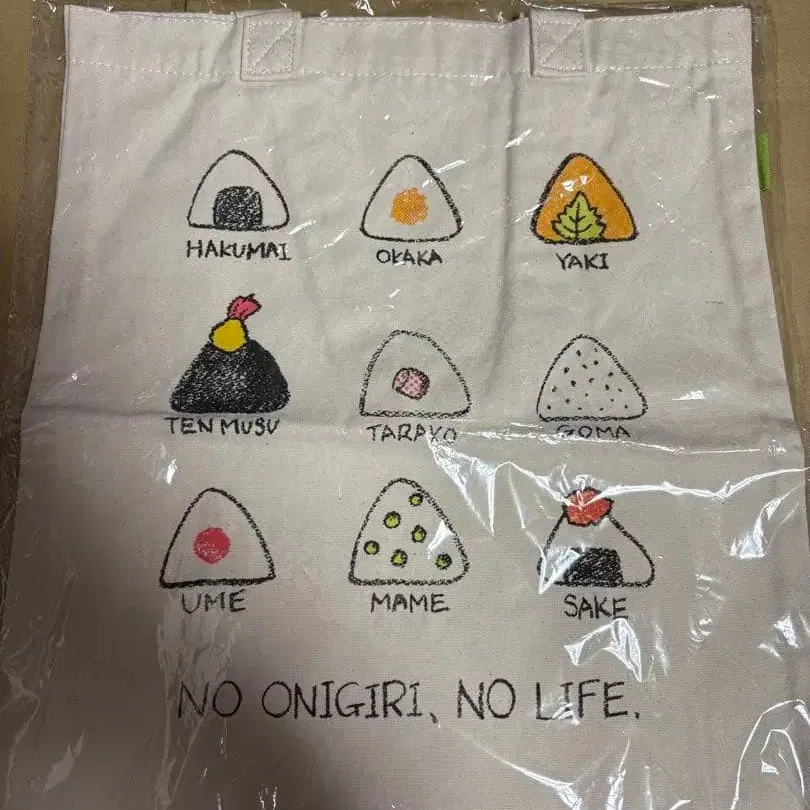 HAKUMAI OKAKA YAKI
TEN MUSU TARAKO GOMA
UME MAME SAKE
NO ONIGIRI、NO LIFE.